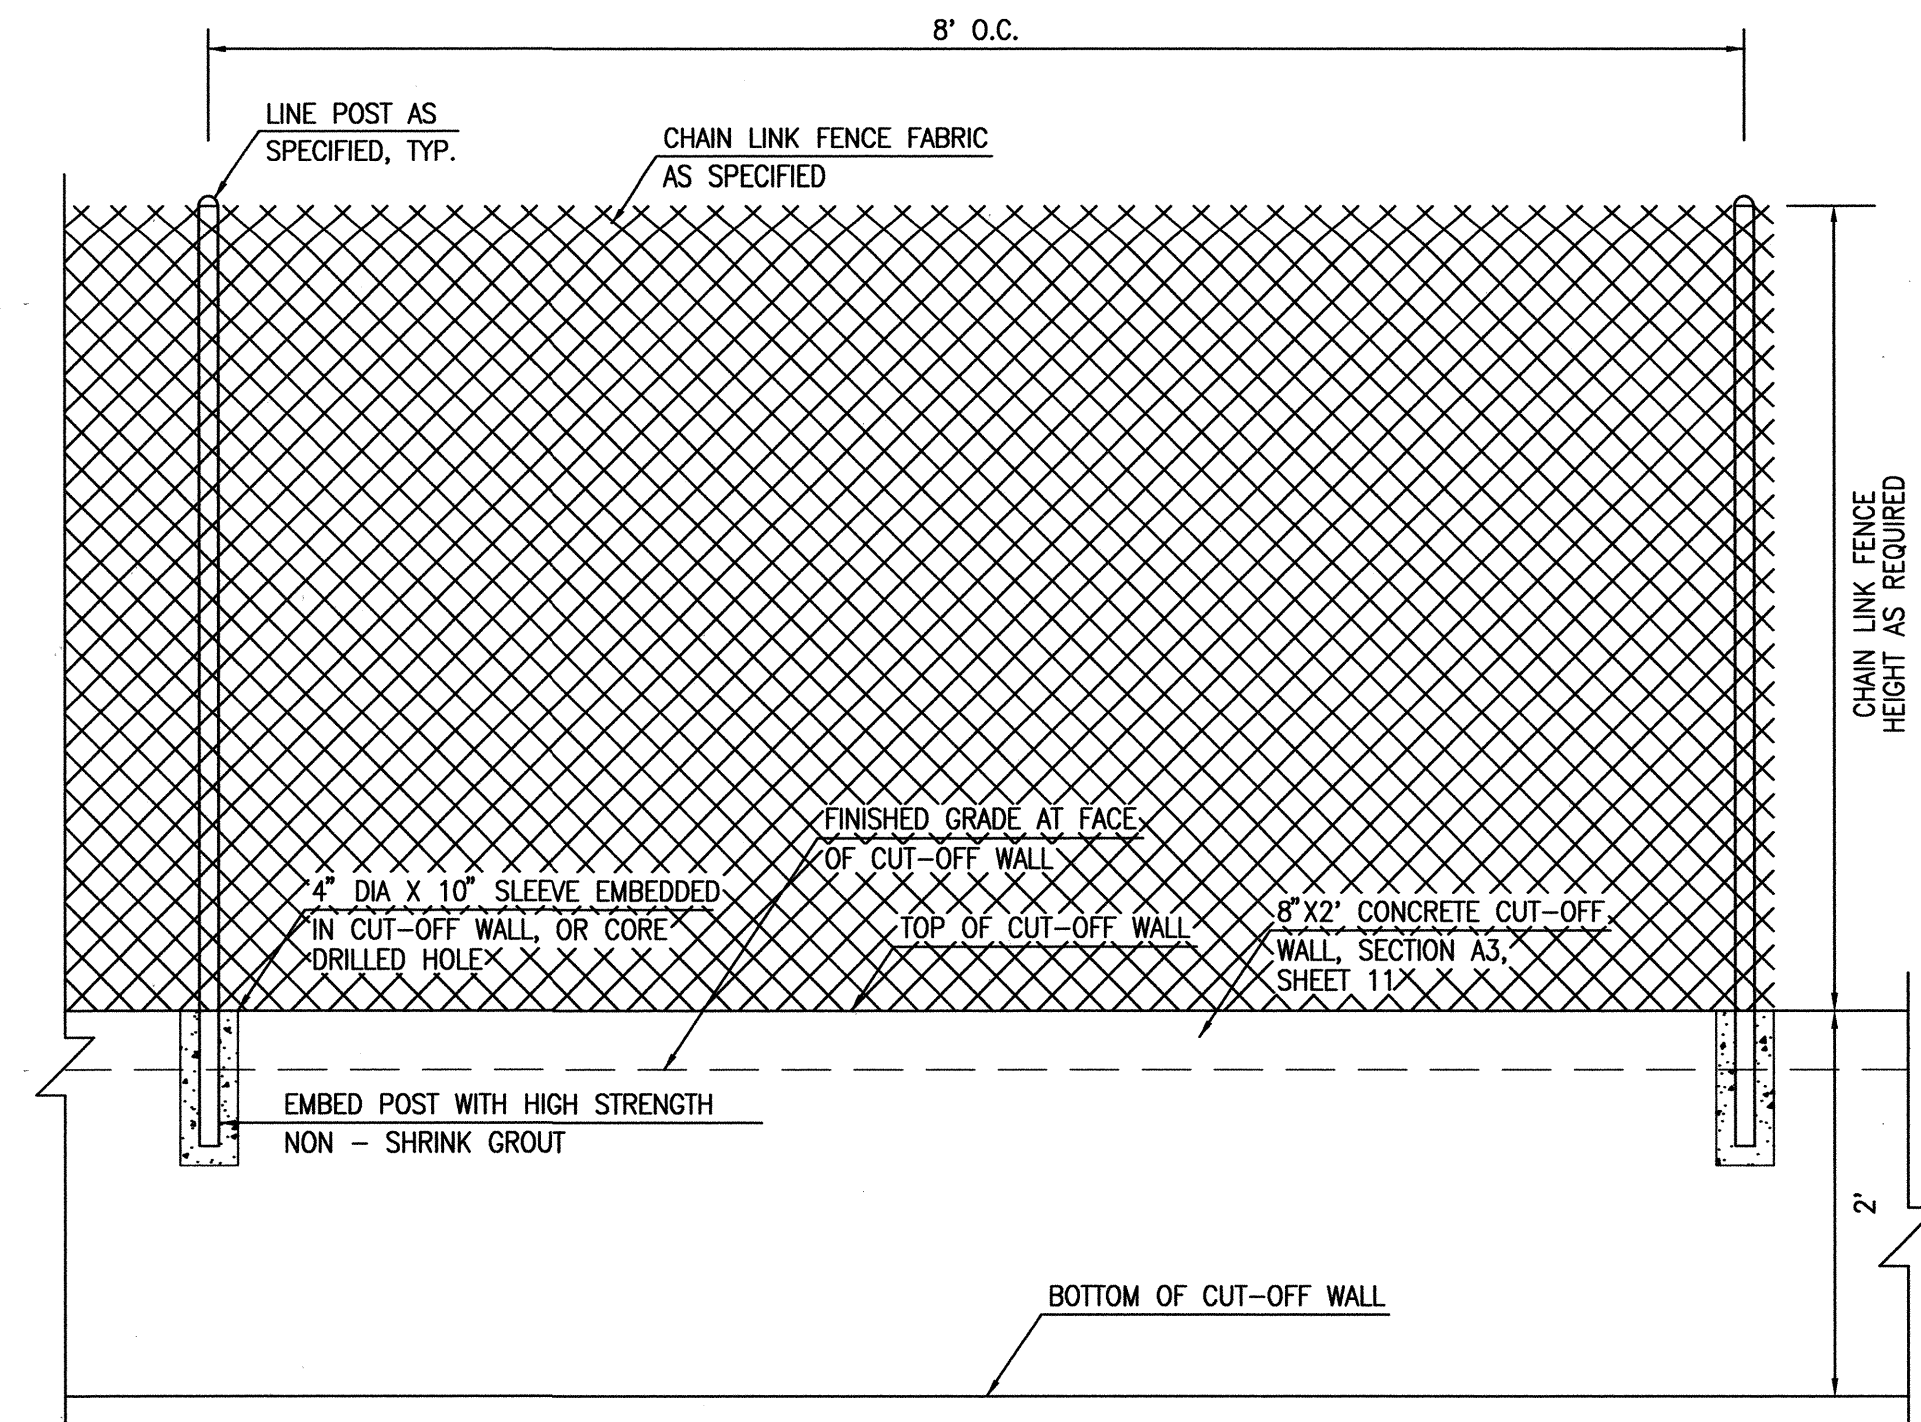 8' O.C.
LINE POST AS
SPECIFIED, TYP.
CHAIN LINK FENCE FABRIC
AS SPECIFIED
CHAIN LINK FENCE
HEIGHT AS REQUIRED
FINISHED GRADE AT FACE
OF CUT-OFF WALL
4" DIA X 10" SLEEVE EMBEDDED
IN CUT-OFF WALL, OR CORE
DRILLED HOLE
TOP OF CUT-OFF WALL
8"X2' CONCRETE CUT-OFF
WALL, SECTION A3,
SHEET 11
EMBED POST WITH HIGH STRENGTH
NON - SHRINK GROUT
2'
BOTTOM OF CUT-OFF WALL